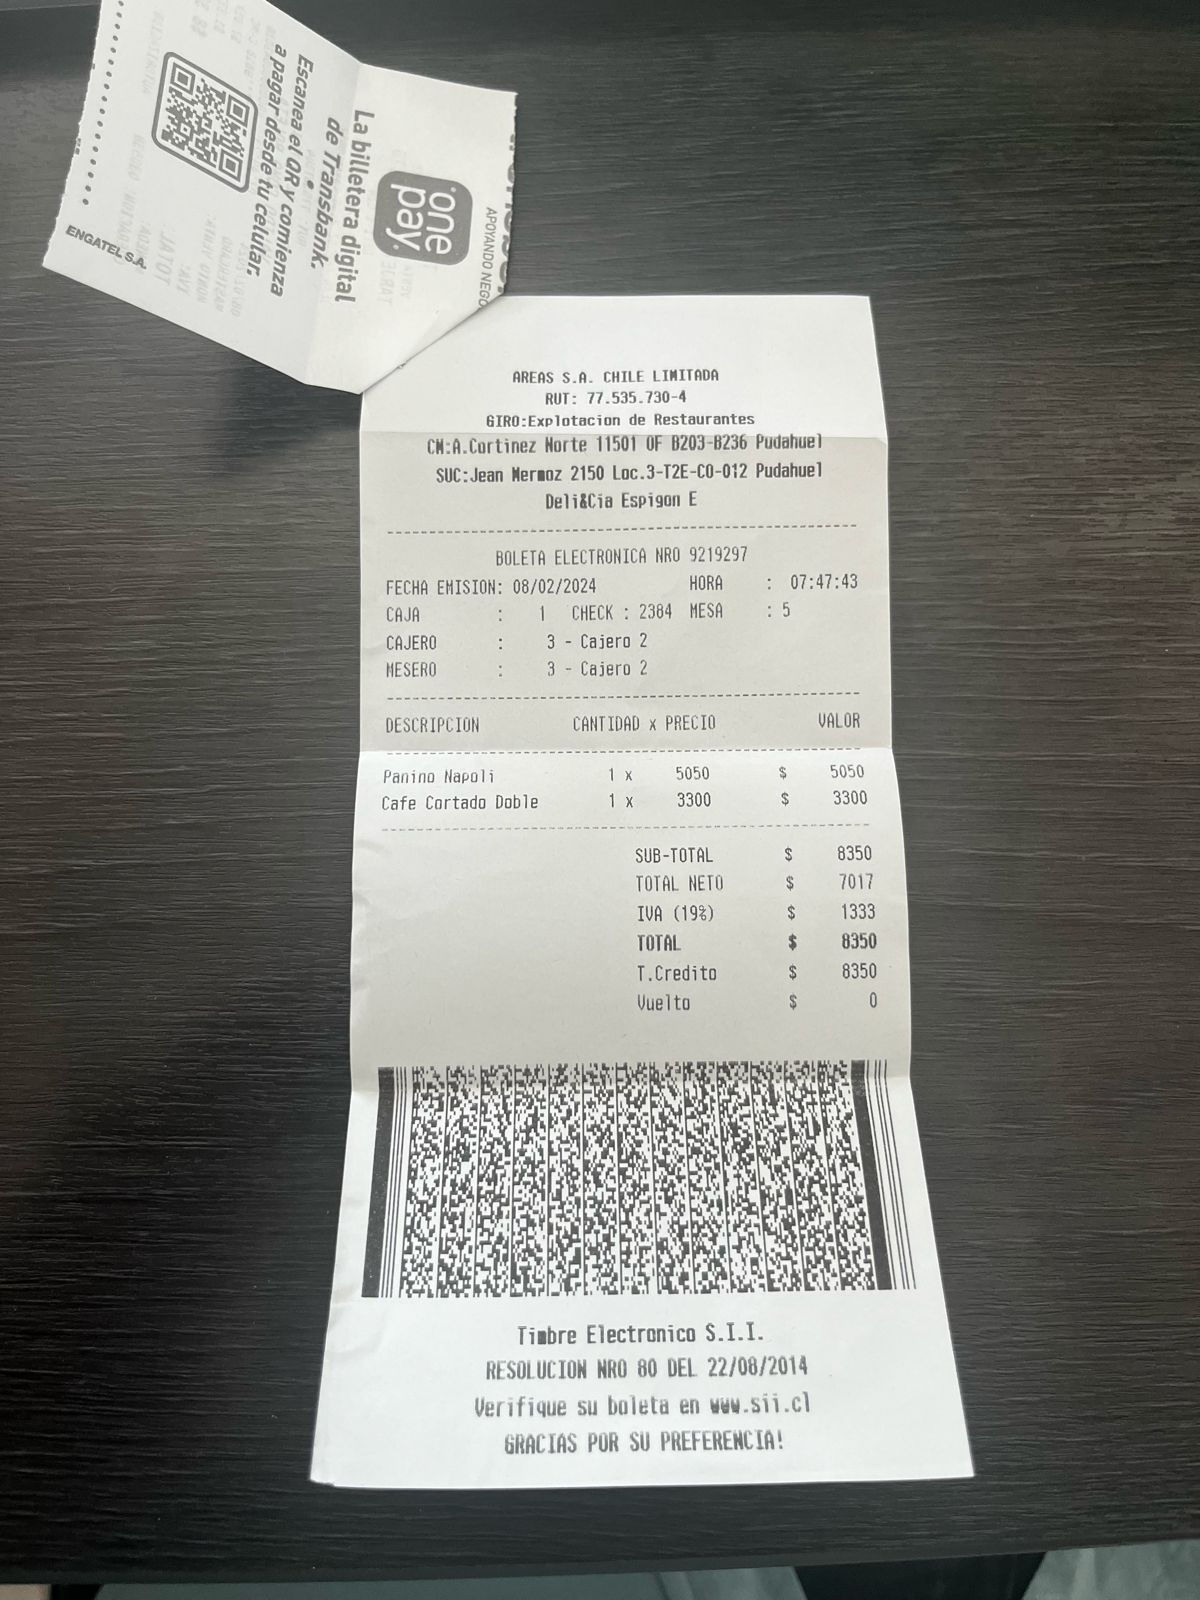 APOYANDO NEGO
one
pay.
La billetera digital
de Transbank.
Escanea el QR y comienza
a pagar desde tu celular.
ENGATEL S.A.
AREAS S.A. CHILE LIMITADA
RUT: 77.535.730-4
GIRO:Explotacion de Restaurantes
CM:A.Cortinez Norte 11501 OF B203-B236 Pudahuel
SUC:Jean Mermoz 2150 Loc.3-T2E-CO-012 Pudahuel
Deli&Cia Espigon E
BOLETA ELECTRONICA NRO 9219297
FECHA EMISION: 08/02/2024 HORA : 07:47:43
CAJA : 1 CHECK : 2384 MESA : 5
CAJERO : 3 - Cajero 2
MESERO : 3 - Cajero 2
DESCRIPCION CANTIDAD x PRECIO VALOR
Panino Napoli 1 x 5050 $ 5050
Cafe Cortado Doble 1 x 3300 $ 3300
SUB-TOTAL $ 8350
TOTAL NETO $ 7017
IVA (19%) $ 1333
TOTAL $ 8350
T.Credito $ 8350
Vuelto $ 0
Timbre Electronico S.I.I.
RESOLUCION NRO 80 DEL 22/08/2014
Verifique su boleta en www.sii.cl
GRACIAS POR SU PREFERENCIA!